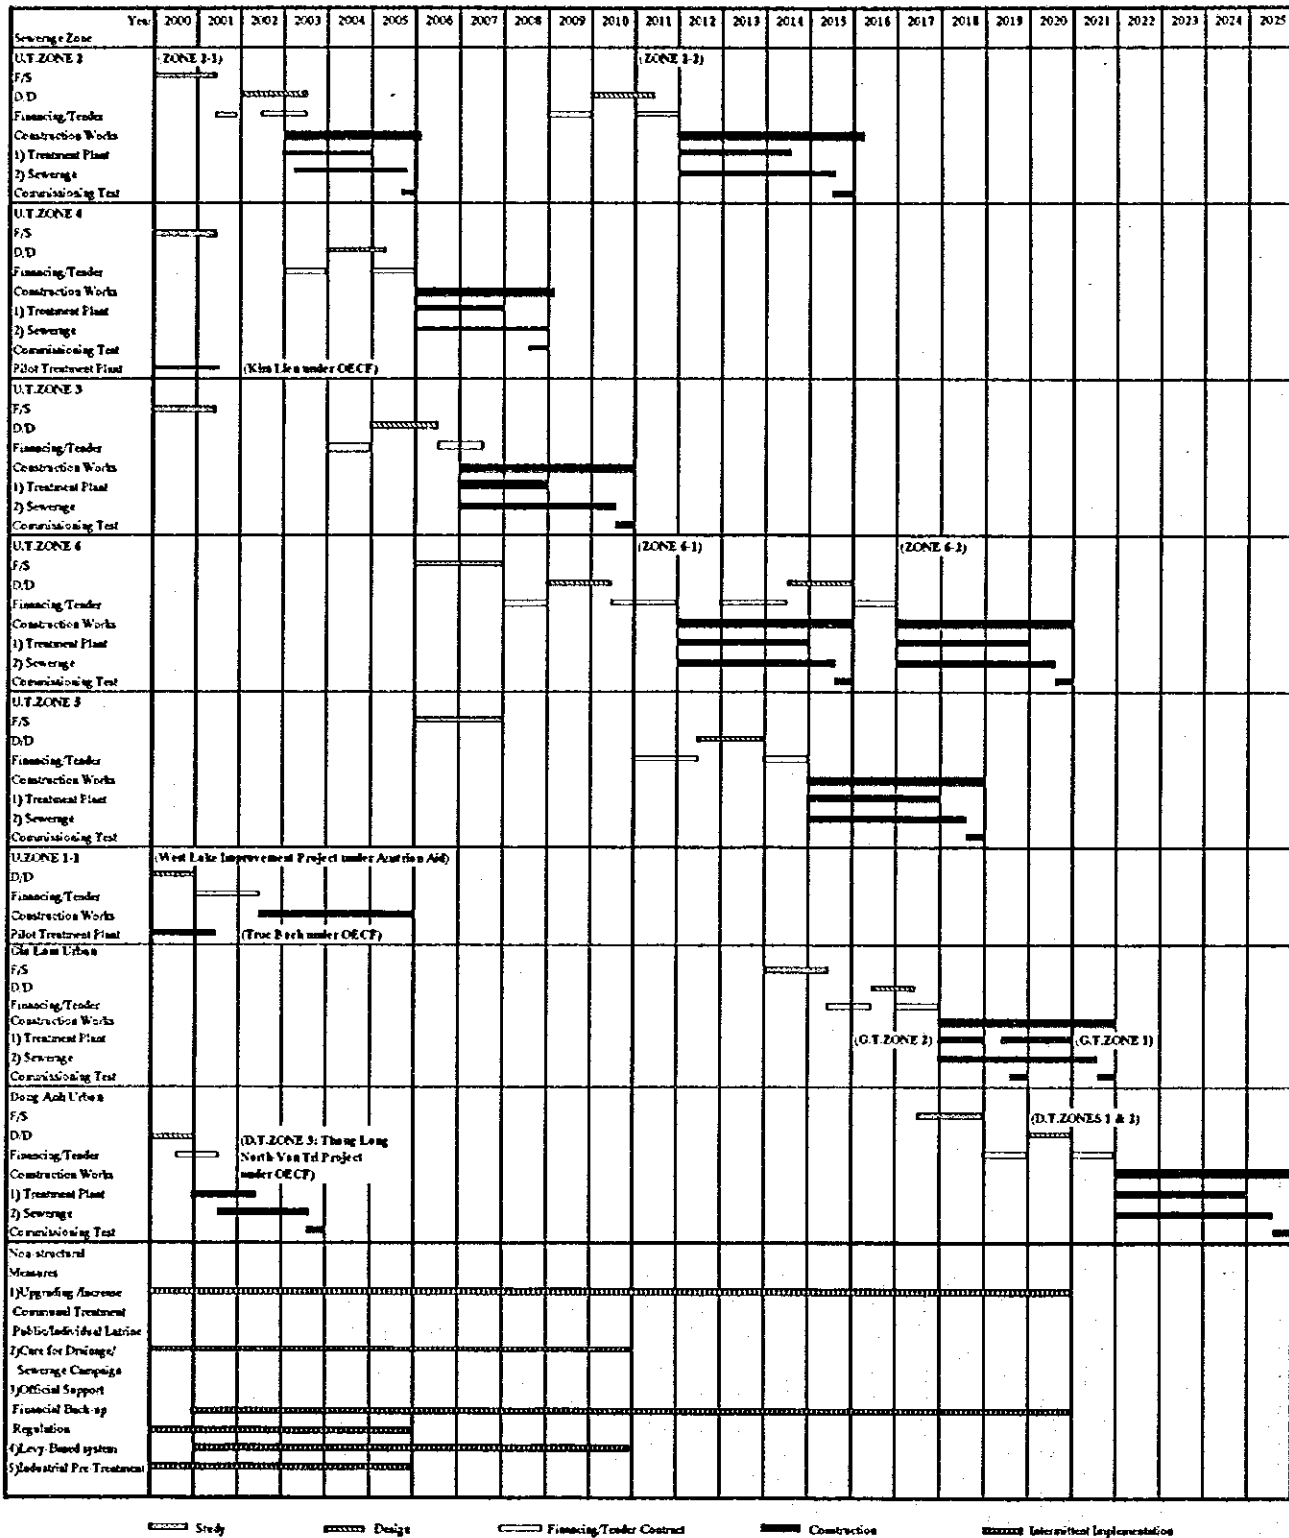 Year 2000 2001 2002 2003 2004 2005 2006 2007 2008 2009 2010 2011 2012 2013 2014 2015 2016 2017 2018 2019 2020 2021 2022 2023 2024 2025
Sewerage Zone
U.T.ZONE 2 (ZONE 2-1) (ZONE 2-2)
F/S
D/D
Financing/Tender
Construction Works
1) Treatment Plant
2) Sewerage
Commissioning Test
U.T.ZONE 4
F/S
D/D
Financing/Tender
Construction Works
1) Treatment Plant
2) Sewerage
Commissioning Test
Pilot Treatment Plant (Kim Lien under OECF)
U.T.ZONE 3
F/S
D/D
Financing/Tender
Construction Works
1) Treatment Plant
2) Sewerage
Commissioning Test
U.T.ZONE 6 (ZONE 6-1) (ZONE 6-2)
F/S
D/D
Financing/Tender
Construction Works
1) Treatment Plant
2) Sewerage
Commissioning Test
U.T.ZONE 5
F/S
D/D
Financing/Tender
Construction Works
1) Treatment Plant
2) Sewerage
Commissioning Test
U.ZONE 1-1 (West Lake Improvement Project under Austrian Aid)
D/D
Financing/Tender
Construction Works
Pilot Treatment Plant (Truc Bach under OECF)
Gia Lam Urban
F/S
D/D
Financing/Tender
Construction Works
1) Treatment Plant (G.T.ZONE 2) (G.T.ZONE 1)
2) Sewerage
Commissioning Test
Dong Anh Urban
F/S (D.T.ZONES 1 & 2)
D/D (D.T.ZONE 3: Thang Long
Financing/Tender North Van Tri Project
Construction Works under OECF)
1) Treatment Plant
2) Sewerage
Commissioning Test
Non-structural
Measures
1)Upgrading/Increase
Communal Treatment
Public/Individual Latrine
2)Care for Drainage/
Sewerage Campaign
3)Official Support
Financial Back-up
Regulation
4)Levy-Based system
5)Industrial Pre-Treatment
Study Design Financing/Tender Contract Construction Intermittent Implementation